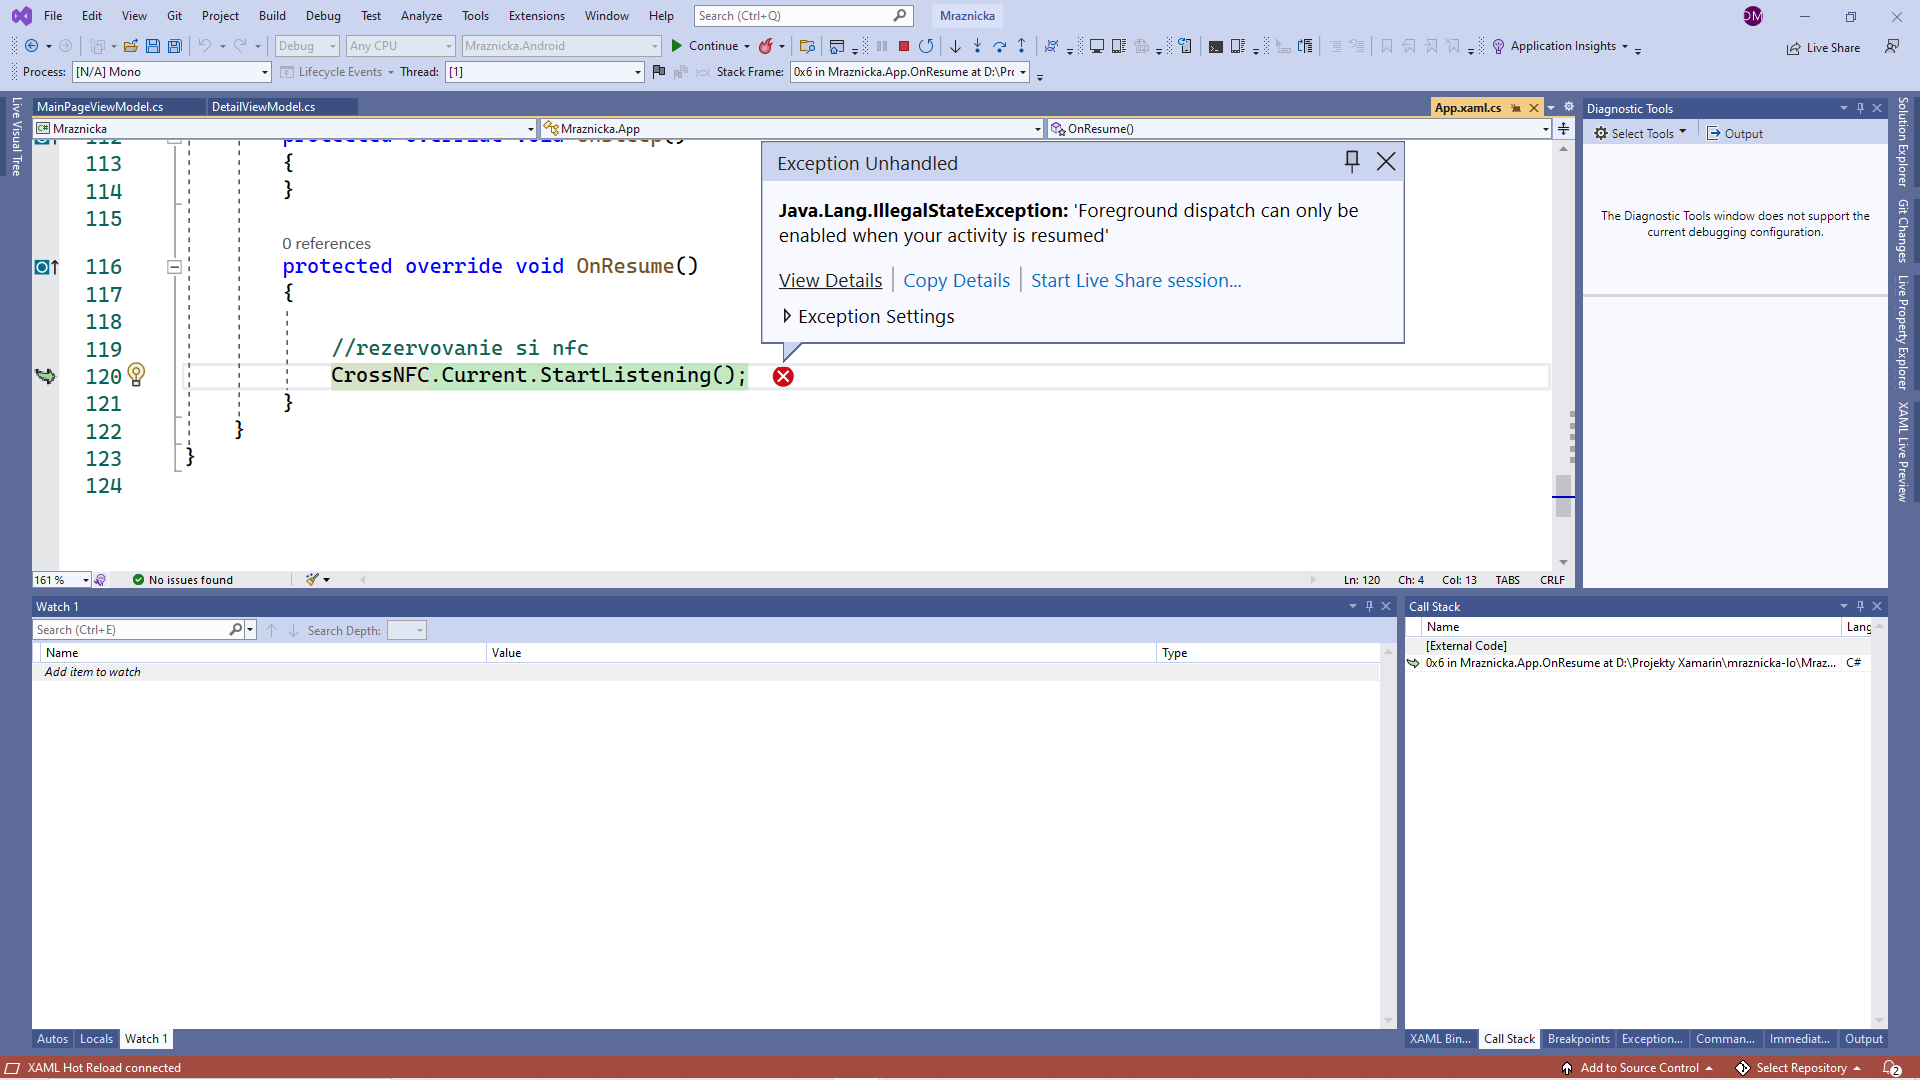 File Edit View Git Project Build Debug Test Analyze Tools Extensions Window Help Search (Ctrl+Q) Mraznicka DM
Debug Any CPU Mraznicka.Android Continue Application Insights Live Share
Process: [N/A] Mono Lifecycle Events Thread: [1] Stack Frame: 0x6 in Mraznicka.App.OnResume at D:\Pro
Live Visual Tree
MainPageViewModel.cs DetailViewModel.cs App.xaml.cs
Mraznicka Mraznicka.App OnResume()
112 protected override void OnSleep()
113 {
114 }
115
0 references
116 protected override void OnResume()
117 {
118
119 //rezervovanie si nfc
120 CrossNFC.Current.StartListening();
121 }
122 }
123 }
124
Exception Unhandled
Java.Lang.IllegalStateException: 'Foreground dispatch can only be
enabled when your activity is resumed'
View Details Copy Details Start Live Share session...
Exception Settings
161 % No issues found Ln: 120 Ch: 4 Col: 13 TABS CRLF
Diagnostic Tools
Select Tools Output
The Diagnostic Tools window does not support the
current debugging configuration.
Solution Explorer
Git Changes
Live Property Explorer
XAML Live Preview
Watch 1
Search (Ctrl+E) Search Depth:
Name Value Type
Add item to watch
Autos Locals Watch 1
Call Stack
Name Lang
[External Code]
0x6 in Mraznicka.App.OnResume at D:\Projekty Xamarin\mraznicka-lo\Mraz... C#
XAML Bin... Call Stack Breakpoints Exception... Comman... Immediat... Output
XAML Hot Reload connected Add to Source Control Select Repository 2